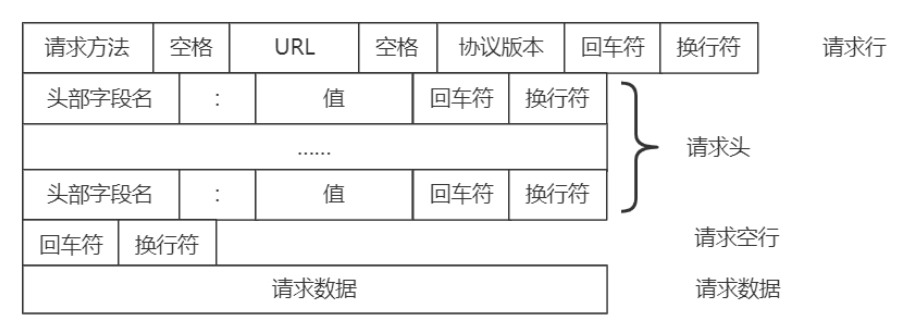 请求方法 空格 URL 空格 协议版本 回车符 换行符 请求行
头部字段名 : 值 回车符 换行符
...... 请求头
头部字段名 : 值 回车符 换行符
回车符 换行符 请求空行
请求数据 请求数据